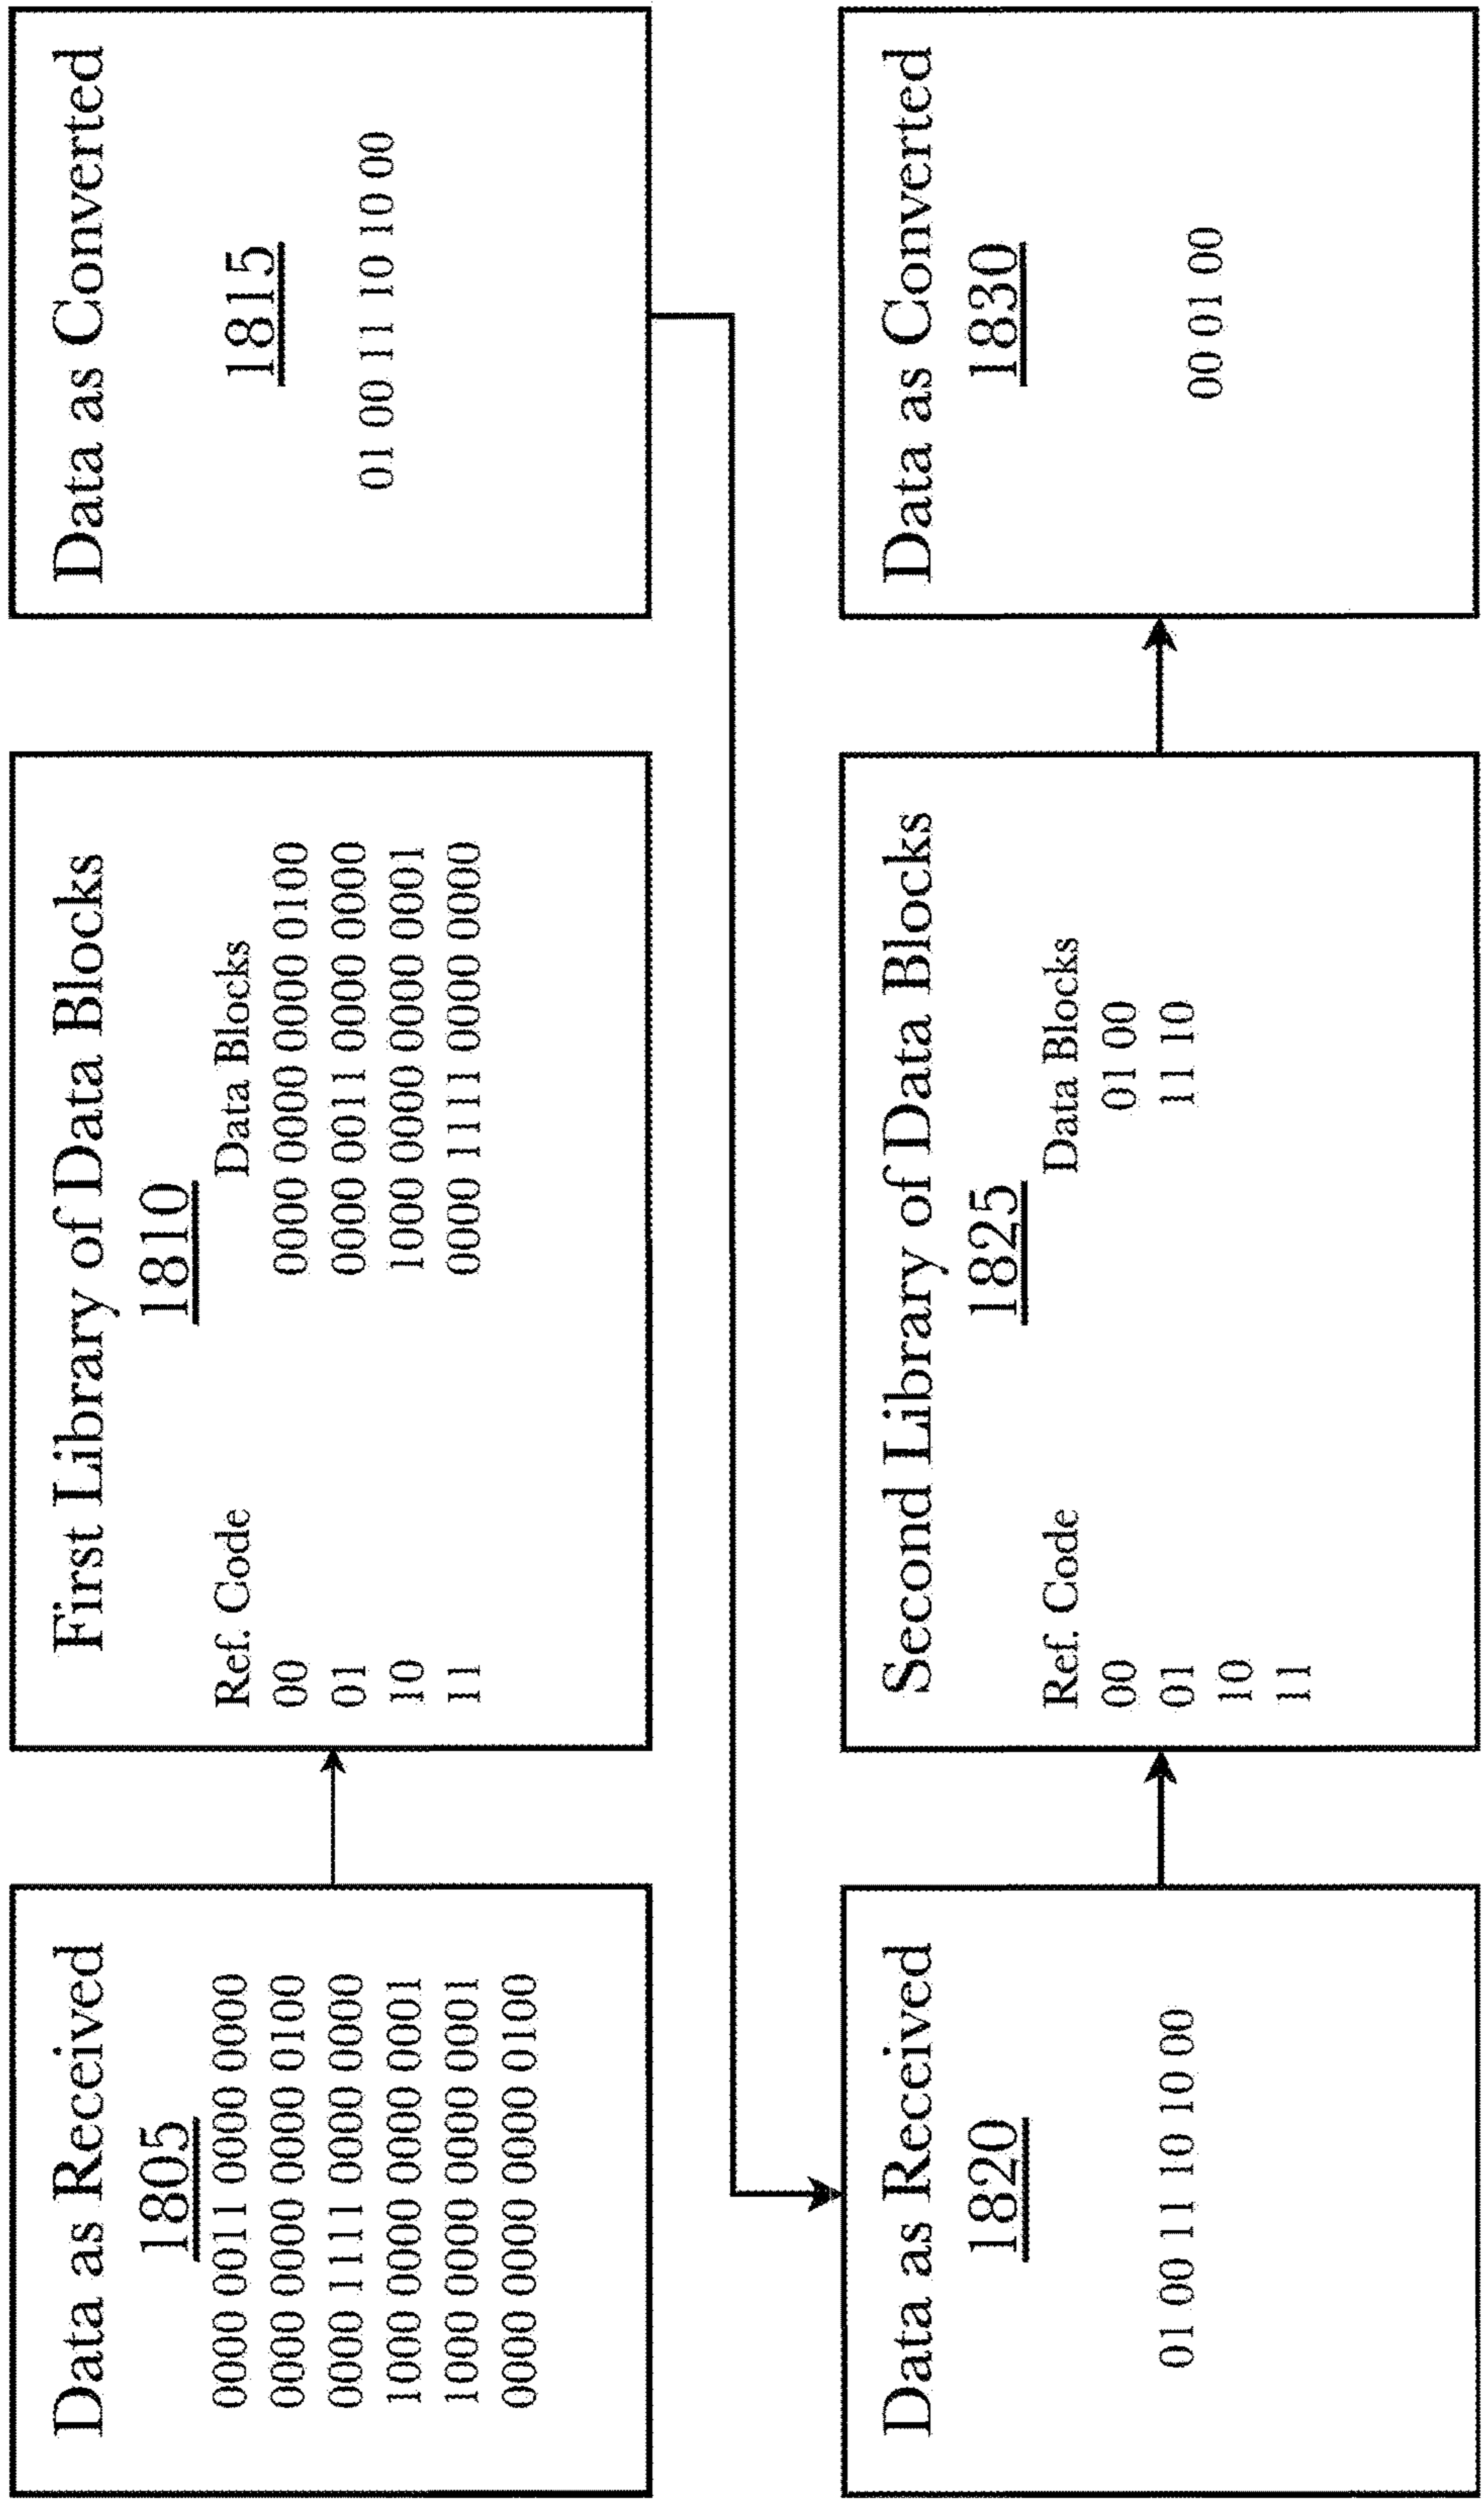 Data as Received
1805
0000 0011 0000 0000
0000 0000 0000 0100
0000 1111 0000 0000
1000 0000 0000 0001
1000 0000 0000 0001
0000 0000 0000 0100
First Library of Data Blocks
1810
Ref. Code Data Blocks
00 0000 0000 0000 0100
01 0000 0011 0000 0000
10 1000 0000 0000 0001
11 0000 1111 0000 0000
Data as Converted
1815
01 00 11 10 10 00
Data as Received
1820
01 00 11 10 10 00
Second Library of Data Blocks
1825
Ref. Code Data Blocks
00 01 00
01 11 10
10
11
Data as Converted
1830
00 01 00